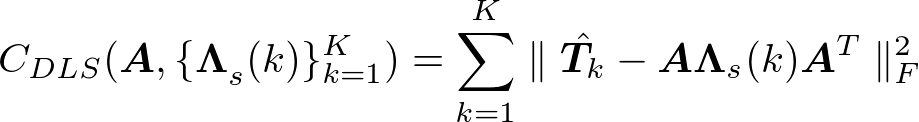 C_{DLS}(\boldsymbol{A}, \{\boldsymbol{\Lambda}_s(k)\}_{k=1}^{K}) = \sum_{k=1}^{K} \parallel \hat{\boldsymbol{T}_k} - \boldsymbol{A}\boldsymbol{\Lambda}_s(k)\boldsymbol{A}^T \parallel_F^2